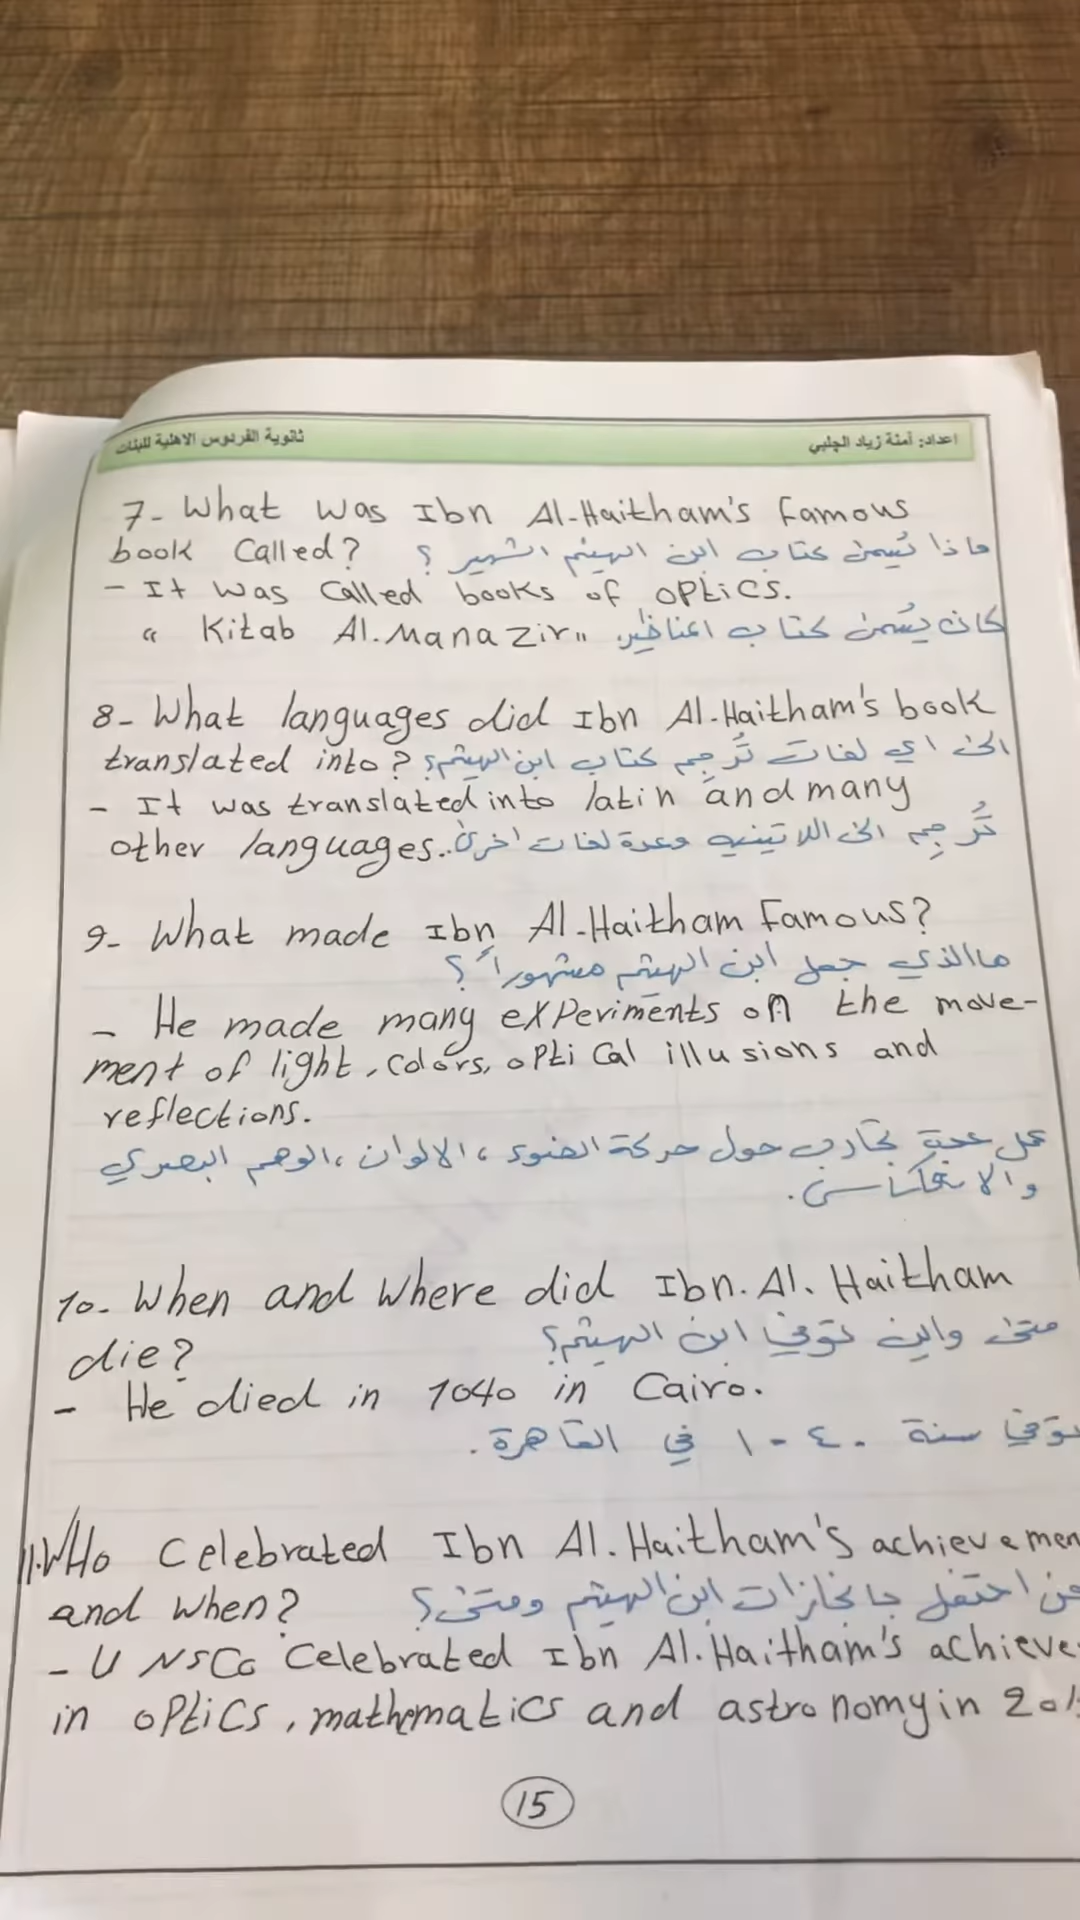 اعداد: آمنة زياد الچلبي ثانوية الفردوس الاهلية للبنات
7- What was Ibn Al-Haitham's famous
book called? ماذا يُسمى كتاب ابن الهيثم الشهير ؟
- It was called books of optics.
" Kitab Al.Manazir" كان يُسمى كتاب المناظير.
8- What languages did Ibn Al-Haitham's book
translated into? الى اي لغات تُرجم كتاب ابن الهيثم؟
- It was translated into latin and many
other languages.. تُرجِم الى اللاتينيه وعدة لغات اخرى
9- What made Ibn Al-Haitham famous?
ماالذي جعل ابن الهيثم مشهوراً ؟
- He made many experiments on the move-
ment of light, colors, optical illusions and
reflections.
عمل عدة تجارب حول حركة الضوء ، الالوان ، الوهم البصري
والانعكاس.
10- When and where did Ibn. Al. Haitham
die? متى واين توفي ابن الهيثم؟
- He died in 1040 in Cairo.
توفي سنة ١٠٤٠ في القاهرة.
11. Who celebrated Ibn Al. Haitham's achievemen
and when? من احتفل بانجازات ابن الهيثم ومتى؟
- UNSCo celebrated Ibn Al. Haitham's achieve
in optics, mathematics and astronomy in 201
15